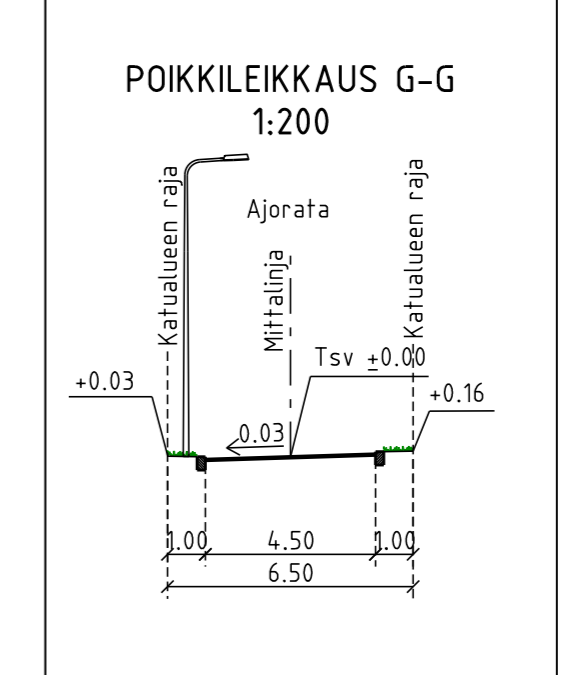 POIKKILEIKKAUS G-G
1:200
Katualueen raja
Ajorata
Katualueen raja
Mittalinja
Tsv ±0.00
+0.03
+0.16
0.03
1.00
4.50
1.00
6.50